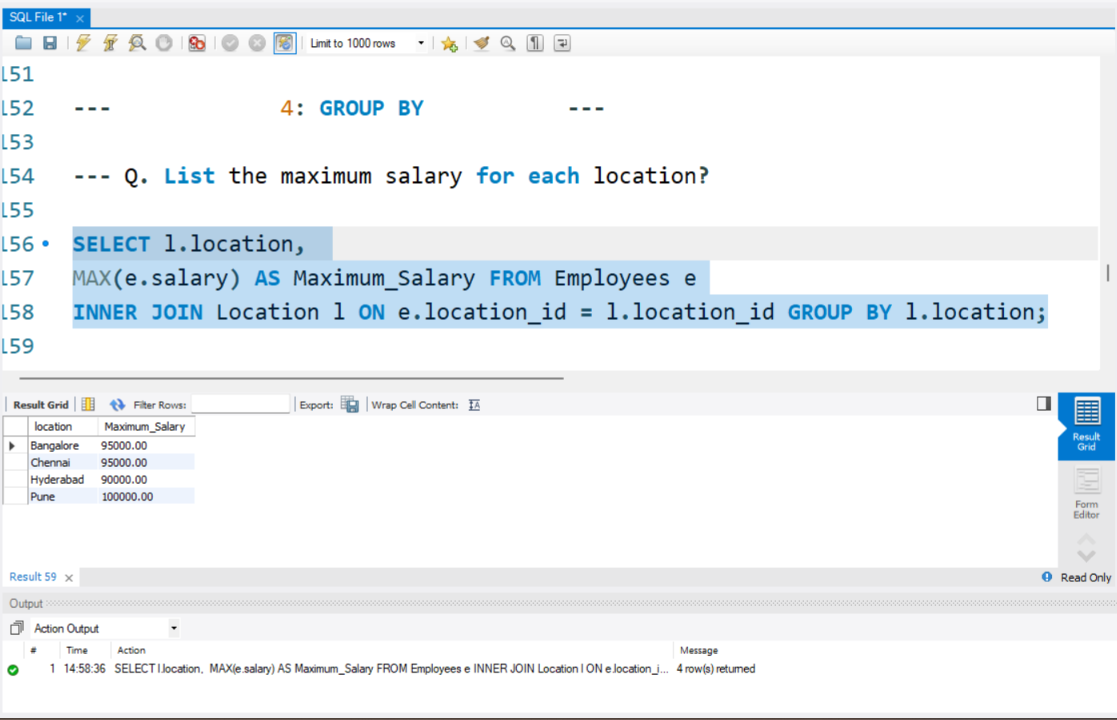 SQL File 1* ×
Limit to 1000 rows
151
152 --- 4: GROUP BY ---
153
154 --- Q. List the maximum salary for each location?
155
156 SELECT l.location,
157 MAX(e.salary) AS Maximum_Salary FROM Employees e
158 INNER JOIN Location l ON e.location_id = l.location_id GROUP BY l.location;
159
Result Grid Filter Rows: Export: Wrap Cell Content: IA
location Maximum_Salary
Bangalore 95000.00
Chennai 95000.00
Hyderabad 90000.00
Pune 100000.00
Result Grid
Form Editor
Result 59 × Read Only
Output
Action Output
# Time Action Message
1 14:58:36 SELECT l.location, MAX(e.salary) AS Maximum_Salary FROM Employees e INNER JOIN Location l ON e.location_i... 4 row(s) returned